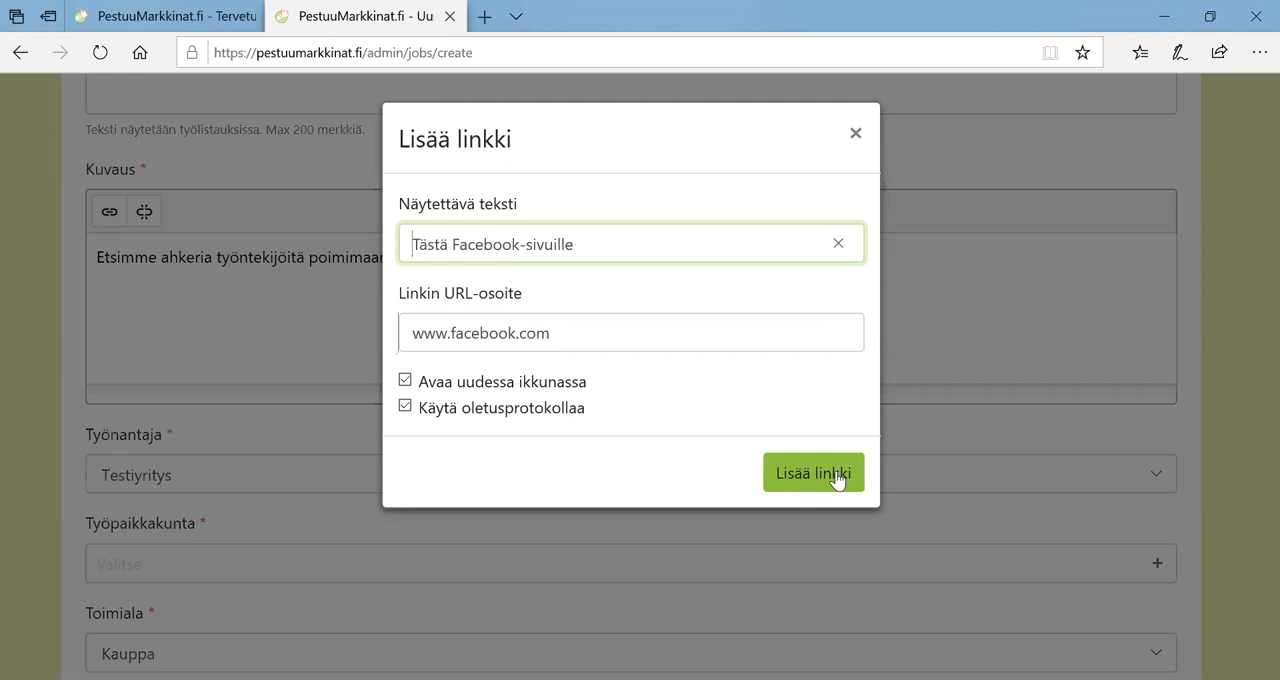 PestuuMarkkinat.fi - Tervetu
PestuuMarkkinat.fi - Uu
https://pestuumarkkinat.fi/admin/jobs/create
Teksti näytetään työlistauksissa. Max 200 merkkiä.
Kuvaus *
Etsimme ahkeria työntekijöitä poimimaan
Työnantaja *
Testiyritys
Työpaikkakunta *
Valitse
Toimiala *
Kauppa
Lisää linkki
Näytettävä teksti
Tästä Facebook-sivuille
Linkin URL-osoite
www.facebook.com
Avaa uudessa ikkunassa
Käytä oletusprotokollaa
Lisää linkki